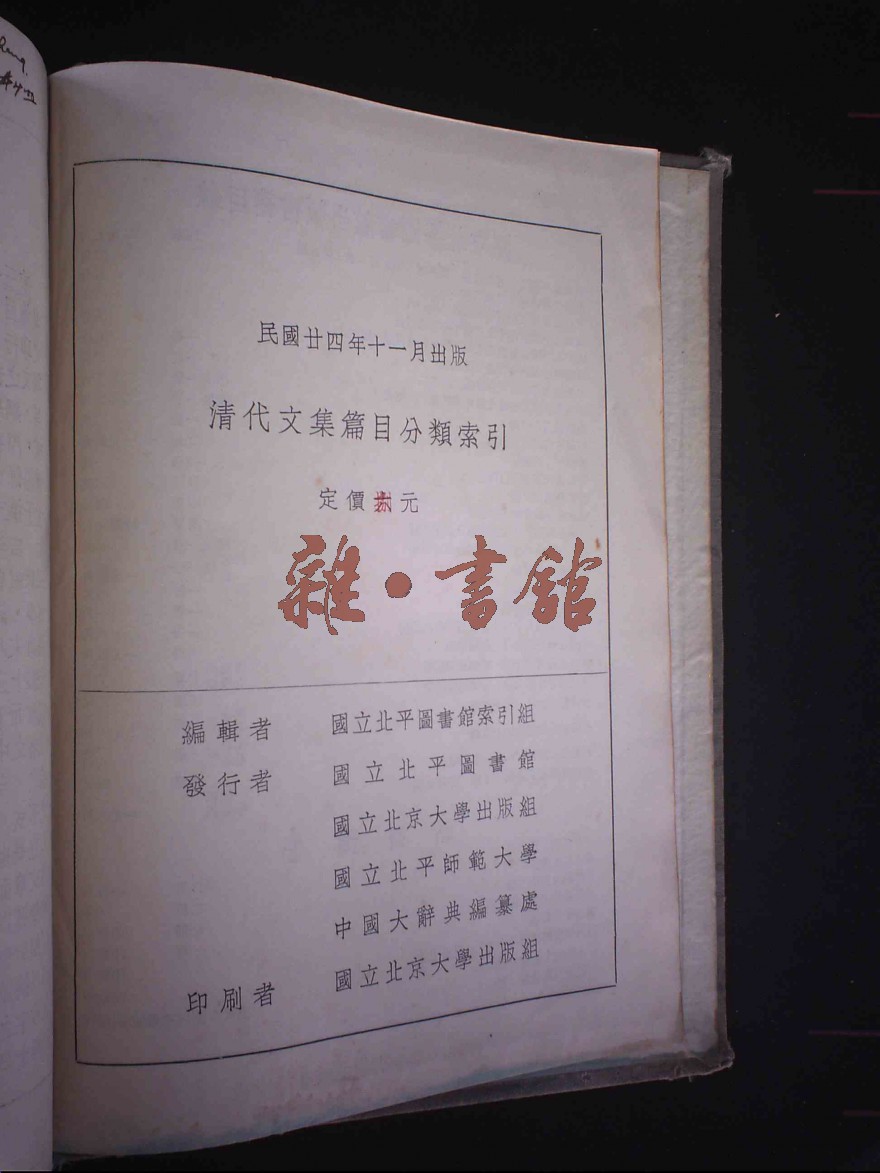 民國廿四年十一月出版
清代文集篇目分類索引
定價捌元
雜·書館
編輯者 國立北平圖書館索引組
發行者 國立北平圖書館
國立北京大學出版組
國立北平師範大學
中國大辭典編纂處
印刷者 國立北京大學出版組